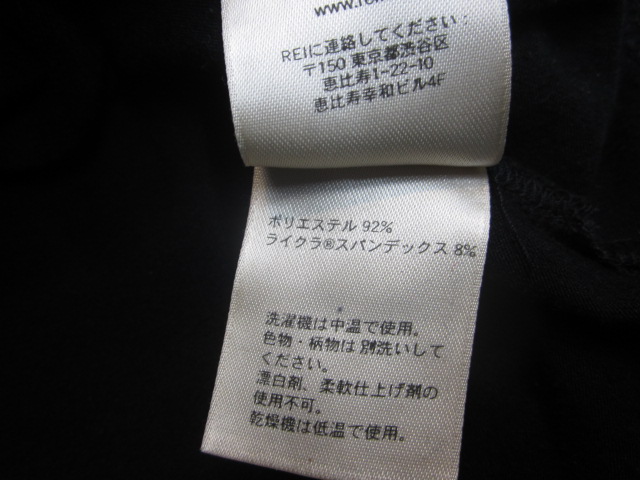 REIに連絡してください:
〒150 東京都渋谷区
恵比寿1-22-10
恵比寿幸和ビル4F
ポリエステル 92%
ライクラ®スパンデックス 8%
洗濯機は中温で使用。
色物・柄物は別洗いして
ください。
漂白剤、柔軟仕上げ剤の
使用不可。
乾燥機は低温で使用。